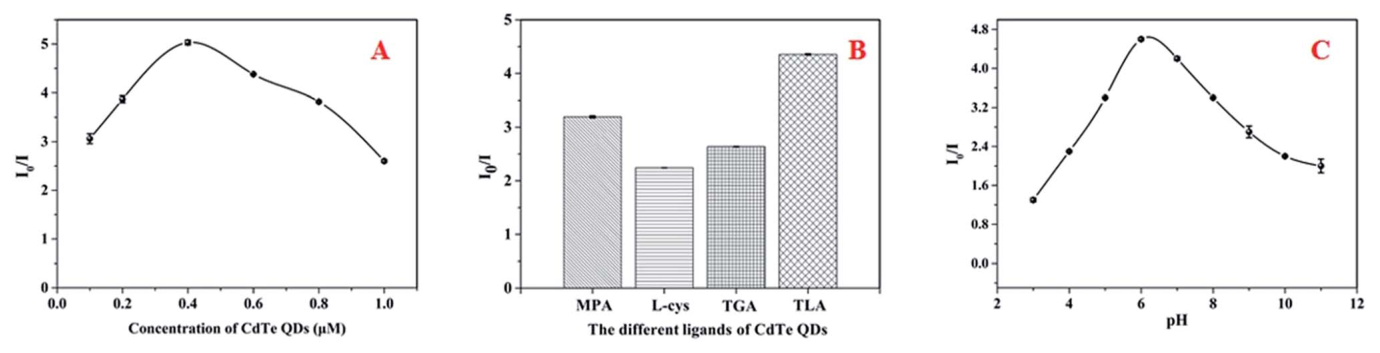 A
I₀/I
5
4
3
2
1
0
0.0 0.2 0.4 0.6 0.8 1.0
Concentration of CdTe QDs (μM)
B
I₀/I
5
4
3
2
1
0
MPA L-cys TGA TLA
The different ligands of CdTe QDs
C
I₀/I
4.8
4.0
3.2
2.4
1.6
0.8
0.0
2 4 6 8 10 12
pH